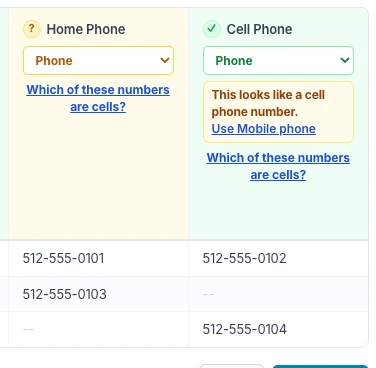 ? Home Phone
Phone
Which of these numbers
are cells?
Cell Phone
Phone
This looks like a cell
phone number.
Use Mobile phone
Which of these numbers
are cells?
512-555-0101 512-555-0102
512-555-0103 --
-- 512-555-0104